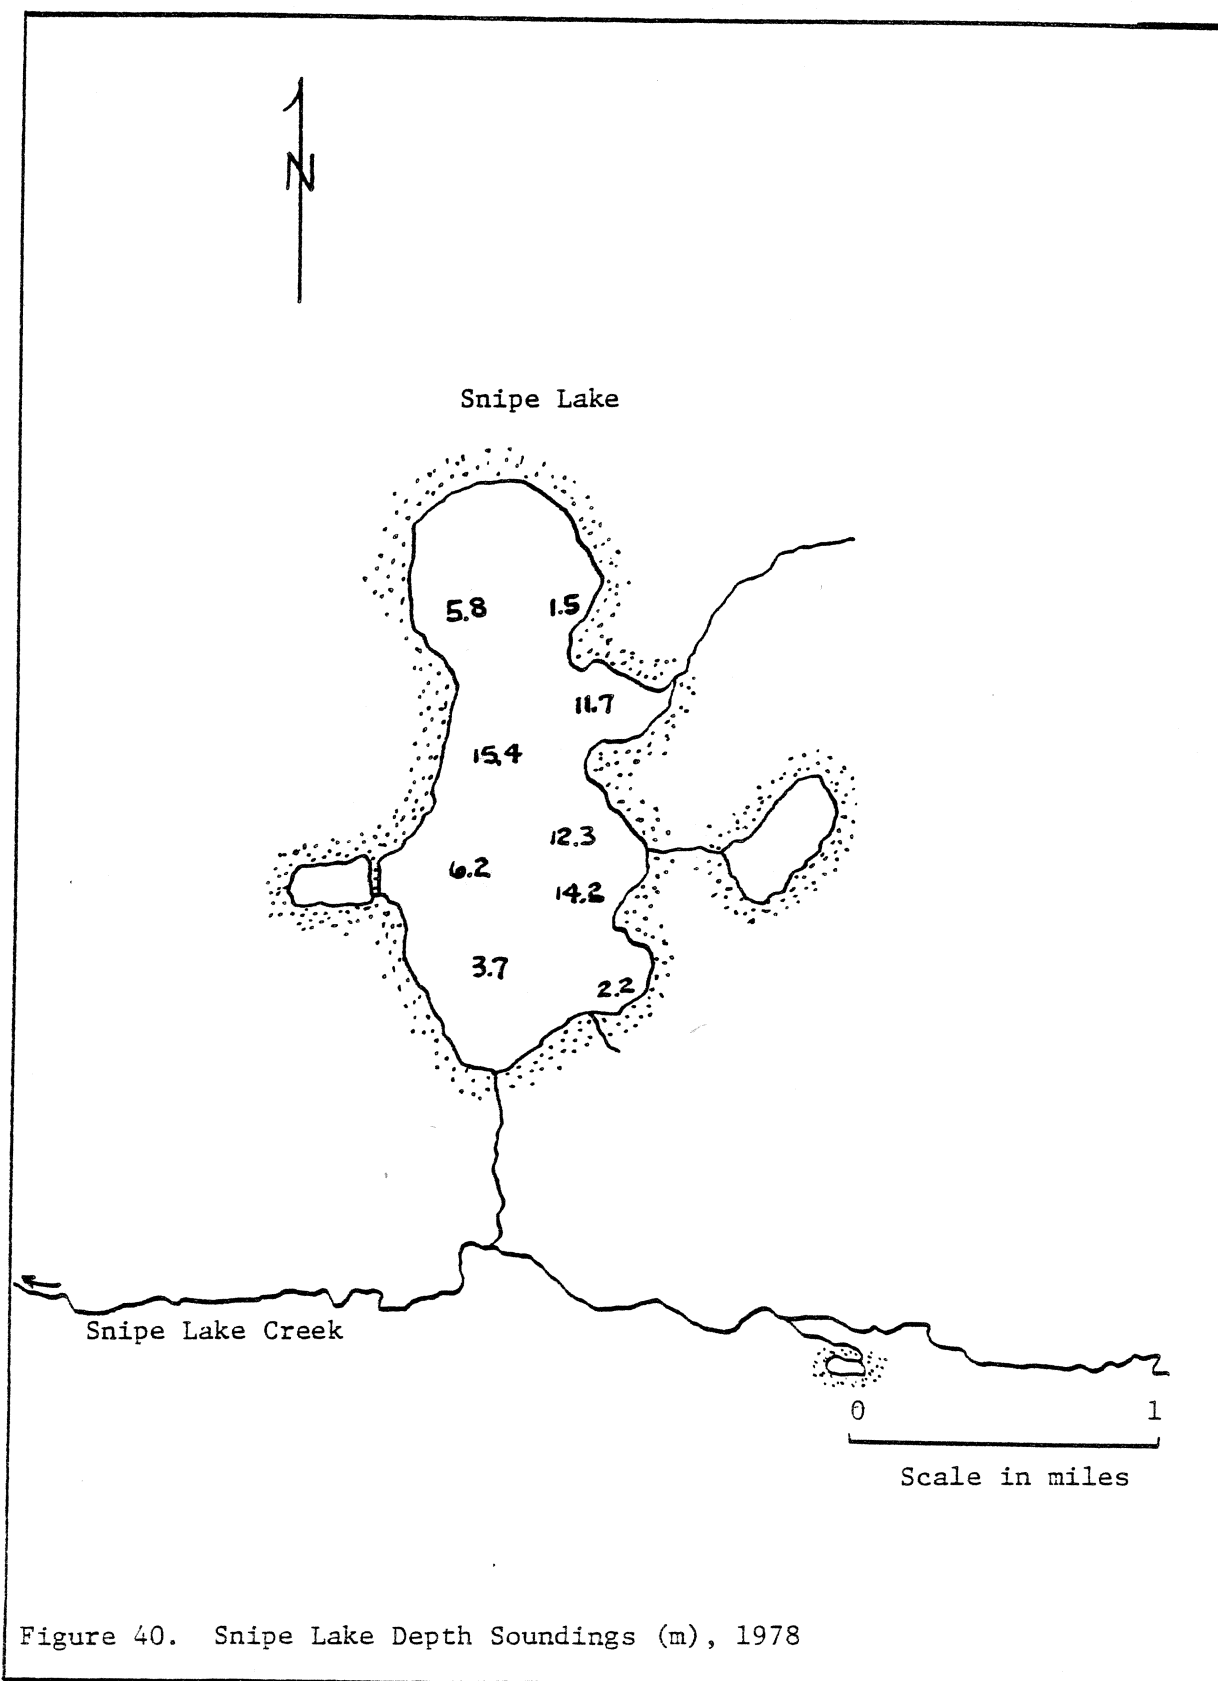 N
Snipe Lake
5.8 1.5
11.7
15.4
12.3
6.2
14.2
3.7
2.2
Snipe Lake Creek
0 1
Scale in miles
Figure 40. Snipe Lake Depth Soundings (m), 1978